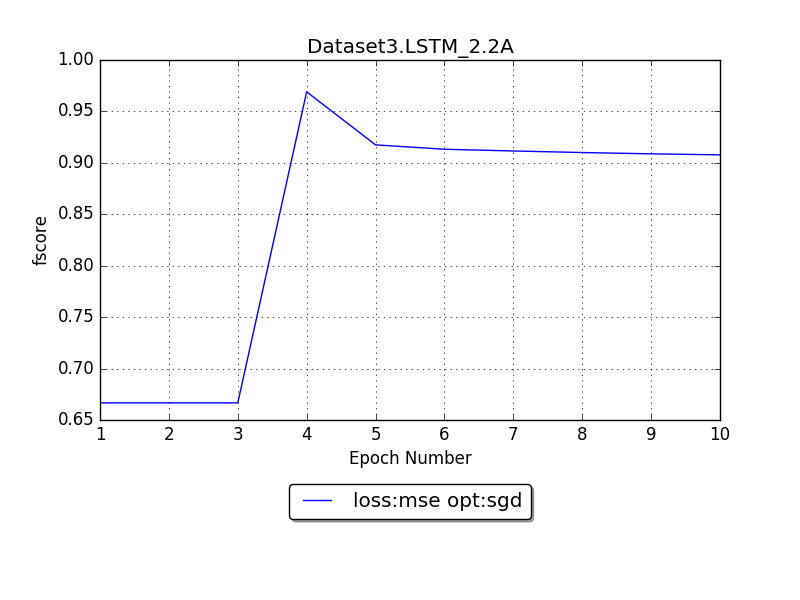 Dataset3.LSTM_2.2A
1.00
0.95
0.90
0.85
0.80
0.75
0.70
0.65
fscore
1 2 3 4 5 6 7 8 9 10
Epoch Number
loss:mse opt:sgd